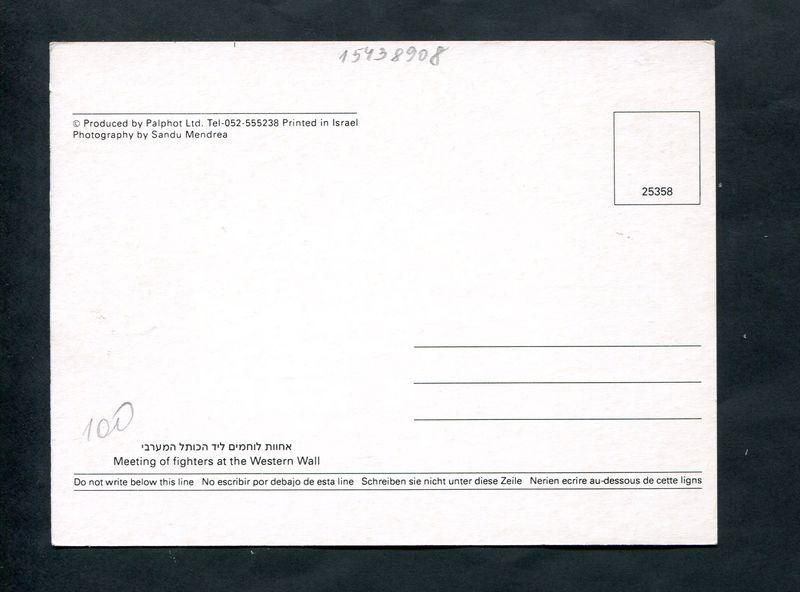 15438908
© Produced by Palphot Ltd. Tel-052-555238 Printed in Israel
Photography by Sandu Mendrea
25358
100
אחוות לוחמים ליד הכותל המערבי
Meeting of fighters at the Western Wall
Do not write below this line No escribir por debajo de esta line Schreiben sie nicht unter diese Zeile Nerien ecrire au-dessous de cette ligns